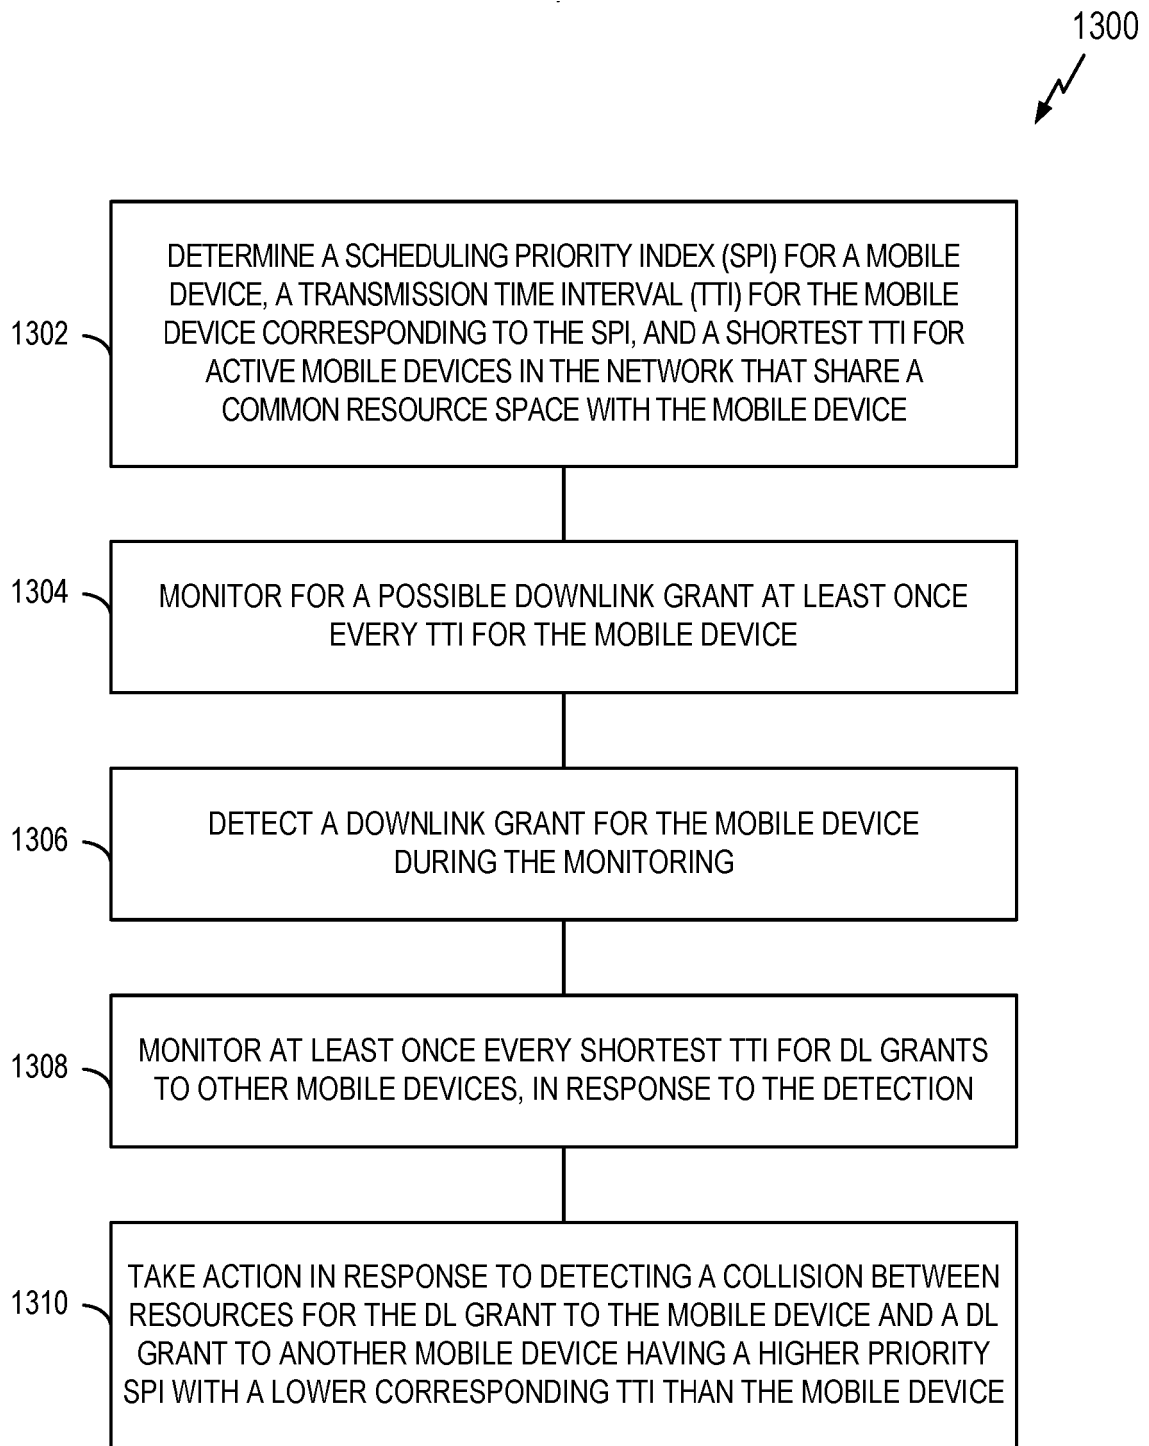 1300
1302
DETERMINE A SCHEDULING PRIORITY INDEX (SPI) FOR A MOBILE
DEVICE, A TRANSMISSION TIME INTERVAL (TTI) FOR THE MOBILE
DEVICE CORRESPONDING TO THE SPI, AND A SHORTEST TTI FOR
ACTIVE MOBILE DEVICES IN THE NETWORK THAT SHARE A
COMMON RESOURCE SPACE WITH THE MOBILE DEVICE
1304
MONITOR FOR A POSSIBLE DOWNLINK GRANT AT LEAST ONCE
EVERY TTI FOR THE MOBILE DEVICE
1306
DETECT A DOWNLINK GRANT FOR THE MOBILE DEVICE
DURING THE MONITORING
1308
MONITOR AT LEAST ONCE EVERY SHORTEST TTI FOR DL GRANTS
TO OTHER MOBILE DEVICES, IN RESPONSE TO THE DETECTION
1310
TAKE ACTION IN RESPONSE TO DETECTING A COLLISION BETWEEN
RESOURCES FOR THE DL GRANT TO THE MOBILE DEVICE AND A DL
GRANT TO ANOTHER MOBILE DEVICE HAVING A HIGHER PRIORITY
SPI WITH A LOWER CORRESPONDING TTI THAN THE MOBILE DEVICE